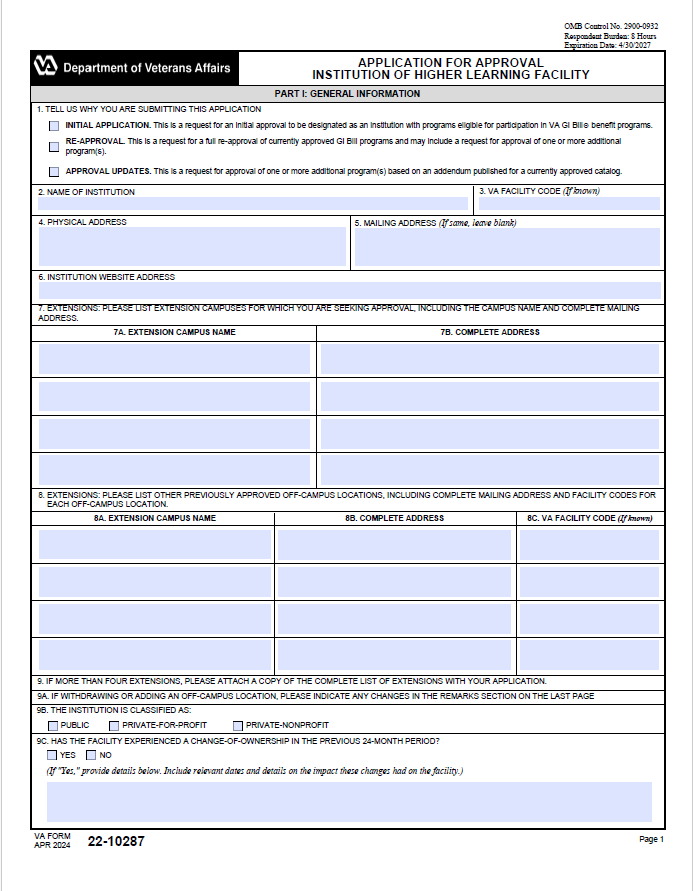 OMB Control No. 2900-0932
Respondent Burden: 8 Hours
Expiration Date: 4/30/2027
VA Department of Veterans Affairs
APPLICATION FOR APPROVAL
INSTITUTION OF HIGHER LEARNING FACILITY
PART I: GENERAL INFORMATION
1. TELL US WHY YOU ARE SUBMITTING THIS APPLICATION
INITIAL APPLICATION. This is a request for an initial approval to be designated as an institution with programs eligible for participation in VA GI Bill® benefit programs.
RE-APPROVAL. This is a request for a full re-approval of currently approved GI Bill programs and may include a request for approval of one or more additional
program(s).
APPROVAL UPDATES. This is a request for approval of one or more additional program(s) based on an addendum published for a currently approved catalog.
2. NAME OF INSTITUTION
3. VA FACILITY CODE (If known)
4. PHYSICAL ADDRESS
5. MAILING ADDRESS (If same, leave blank)
6. INSTITUTION WEBSITE ADDRESS
7. EXTENSIONS: PLEASE LIST EXTENSION CAMPUSES FOR WHICH YOU ARE SEEKING APPROVAL, INCLUDING THE CAMPUS NAME AND COMPLETE MAILING
ADDRESS.
7A. EXTENSION CAMPUS NAME
7B. COMPLETE ADDRESS
8. EXTENSIONS: PLEASE LIST OTHER PREVIOUSLY APPROVED OFF-CAMPUS LOCATIONS, INCLUDING COMPLETE MAILING ADDRESS AND FACILITY CODES FOR
EACH OFF-CAMPUS LOCATION.
8A. EXTENSION CAMPUS NAME
8B. COMPLETE ADDRESS
8C. VA FACILITY CODE (If known)
9. IF MORE THAN FOUR EXTENSIONS, PLEASE ATTACH A COPY OF THE COMPLETE LIST OF EXTENSIONS WITH YOUR APPLICATION.
9A. IF WITHDRAWING OR ADDING AN OFF-CAMPUS LOCATION, PLEASE INDICATE ANY CHANGES IN THE REMARKS SECTION ON THE LAST PAGE
9B. THE INSTITUTION IS CLASSIFIED AS:
PUBLIC PRIVATE-FOR-PROFIT PRIVATE-NONPROFIT
9C. HAS THE FACILITY EXPERIENCED A CHANGE-OF-OWNERSHIP IN THE PREVIOUS 24-MONTH PERIOD?
YES NO
(If "Yes," provide details below. Include relevant dates and details on the impact these changes had on the facility.)
VA FORM
APR 2024
22-10287
Page 1